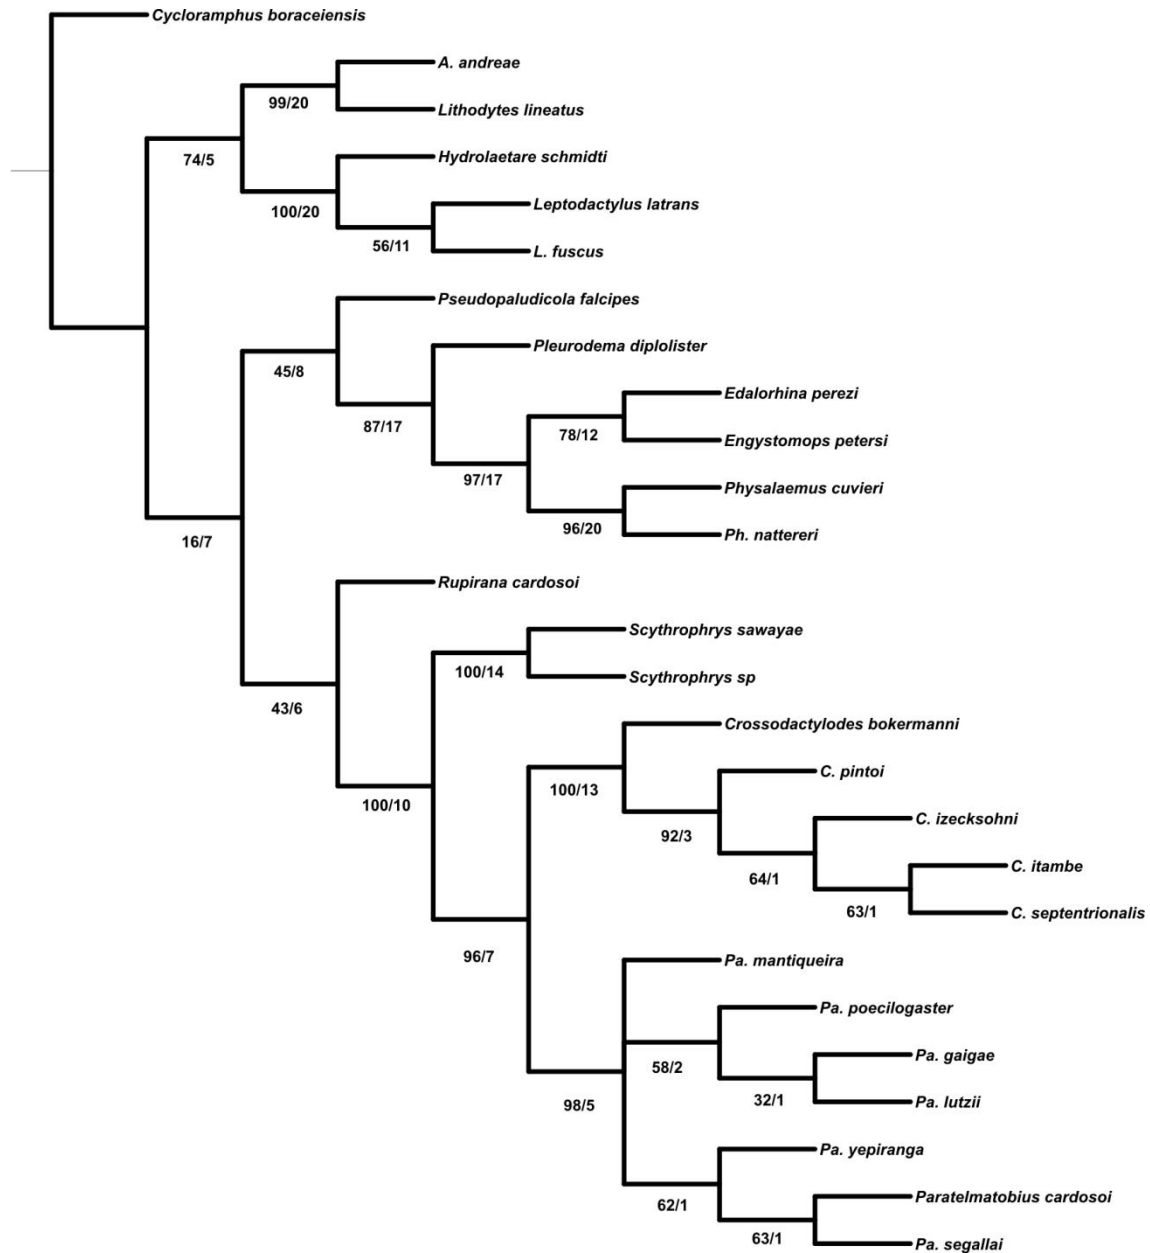 Cycloramphus boraceiensis
A. andreae
99/20
Lithodytes lineatus
74/5
Hydrolaetare schmidti
100/20
Leptodactylus latrans
56/11
L. fuscus
Pseudopaludicola falcipes
Pleurodema diplolister
45/8
Edalorhina perezi
87/17
78/12
Engystomops petersi
97/17
Physalaemus cuvieri
96/20
Ph. nattereri
16/7
Rupirana cardosoi
Scythrophrys sawayae
100/14
Scythrophrys sp
43/6
Crossodactylodes bokermanni
C. pintoi
100/13
100/10
C. izecksohni
92/3
C. itambe
64/1
63/1
C. septentrionalis
96/7
Pa. mantiqueira
Pa. poecilogaster
Pa. gaigae
58/2
32/1
Pa. lutzii
98/5
Pa. yepiranga
Paratelmatobius cardosoi
62/1
63/1
Pa. segallai